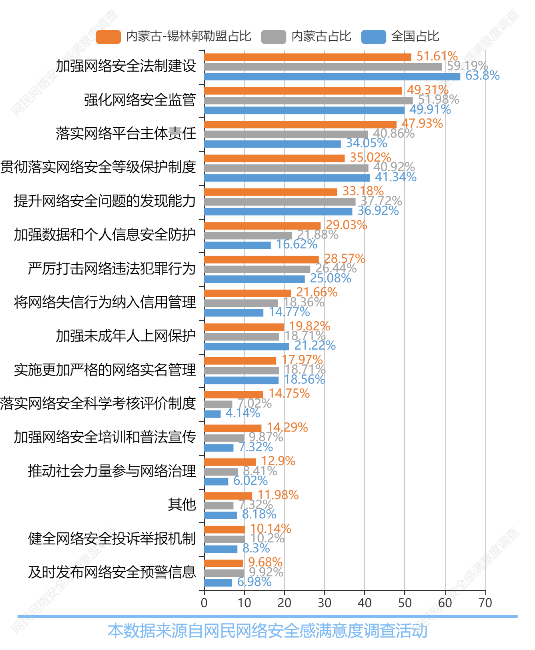 内蒙古-锡林郭勒盟占比 内蒙古占比 全国占比
加强网络安全法制建设 51.61% 59.19% 63.8%
强化网络安全监管 49.31% 51.98% 49.91%
落实网络平台主体责任 47.93% 40.86% 34.05%
贯彻落实网络安全等级保护制度 35.02% 40.92% 41.34%
提升网络安全问题的发现能力 33.18% 37.72% 36.92%
加强数据和个人信息安全防护 29.03% 21.88% 16.62%
严厉打击网络违法犯罪行为 28.57% 26.44% 25.08%
将网络失信行为纳入信用管理 21.66% 18.36% 14.77%
加强未成年人上网保护 19.82% 18.71% 21.22%
实施更加严格的网络实名管理 17.97% 18.71% 18.56%
落实网络安全科学考核评价制度 14.75% 7.02% 4.14%
加强网络安全培训和普法宣传 14.29% 9.87% 7.32%
推动社会力量参与网络治理 12.9% 8.41% 6.02%
其他 11.98% 7.32% 8.18%
健全网络安全投诉举报机制 10.14% 10.2% 8.3%
及时发布网络安全预警信息 9.68% 9.92% 6.98%
0 10 20 30 40 50 60 70
本数据来源自网民网络安全感满意度调查活动